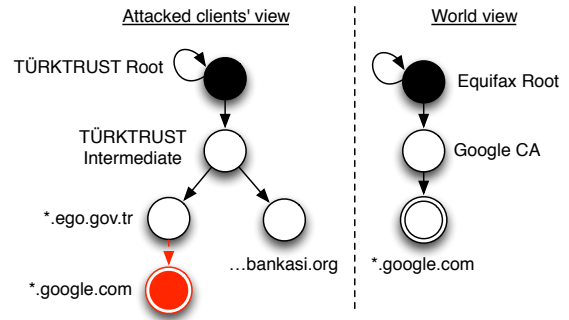 Attacked clients' view
World view
TÜRKTRUST Root
Equifax Root
TÜRKTRUST
Intermediate
Google CA
*.ego.gov.tr
...bankasi.org
*.google.com
*.google.com